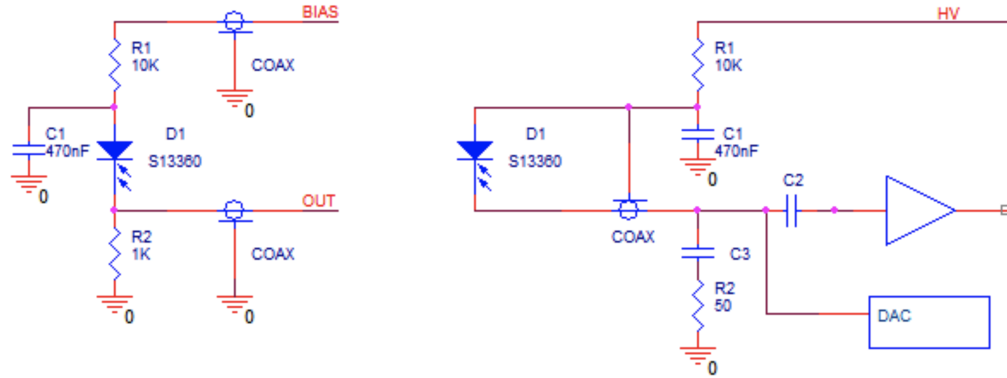 BIAS
R1
10K
COAX
0
C1
470nF
D1
S13360
0
OUT
R2
1K
COAX
0
0
HV
R1
10K
D1
S13360
C1
470nF
0
C2
COAX
C3
R2
50
DAC
0